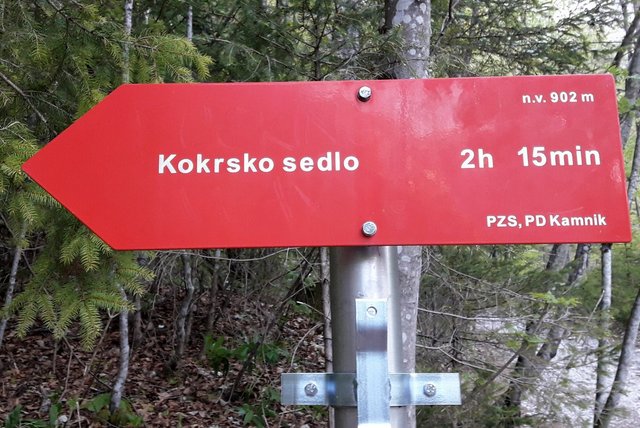 n.v. 902 m
Kokrsko sedlo 2h 15min
PZS, PD Kamnik